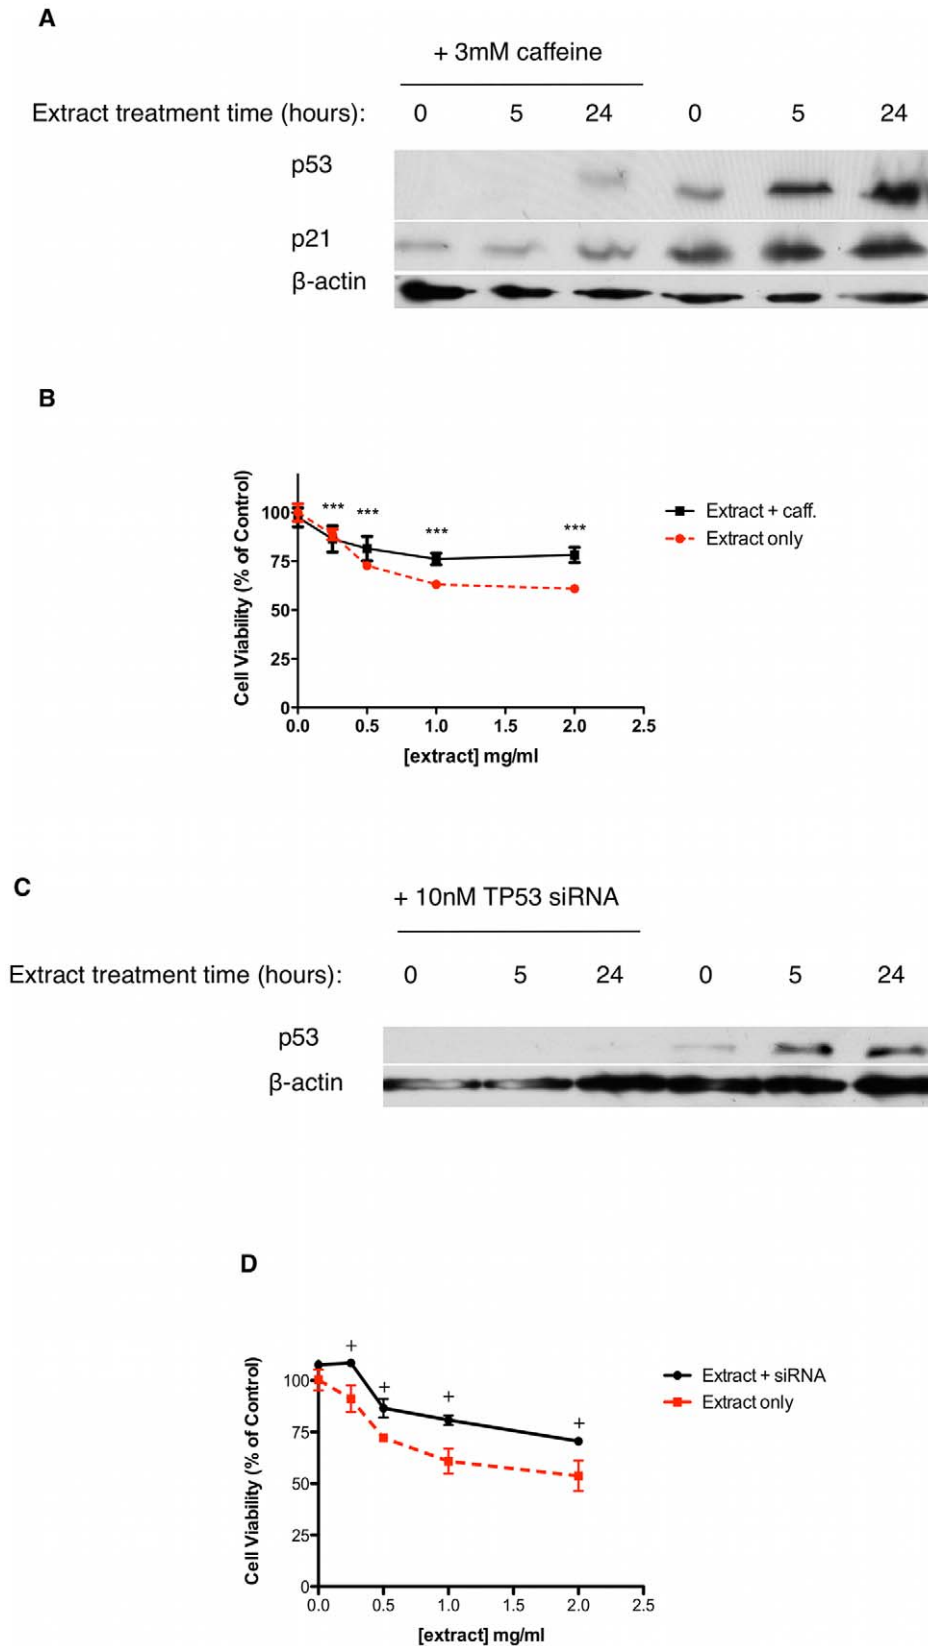 A
+ 3mM caffeine
Extract treatment time (hours): 0 5 24 0 5 24
p53
p21
β-actin
B
Cell Viability (% of Control)
100
75
50
25
0
*** *** *** ***
0.0 0.5 1.0 1.5 2.0 2.5
[extract] mg/ml
Extract + caff.
Extract only
C
+ 10nM TP53 siRNA
Extract treatment time (hours): 0 5 24 0 5 24
p53
β-actin
D
Cell Viability (% of Control)
100
75
50
25
0
+ + + +
0.0 0.5 1.0 1.5 2.0 2.5
[extract] mg/ml
Extract + siRNA
Extract only